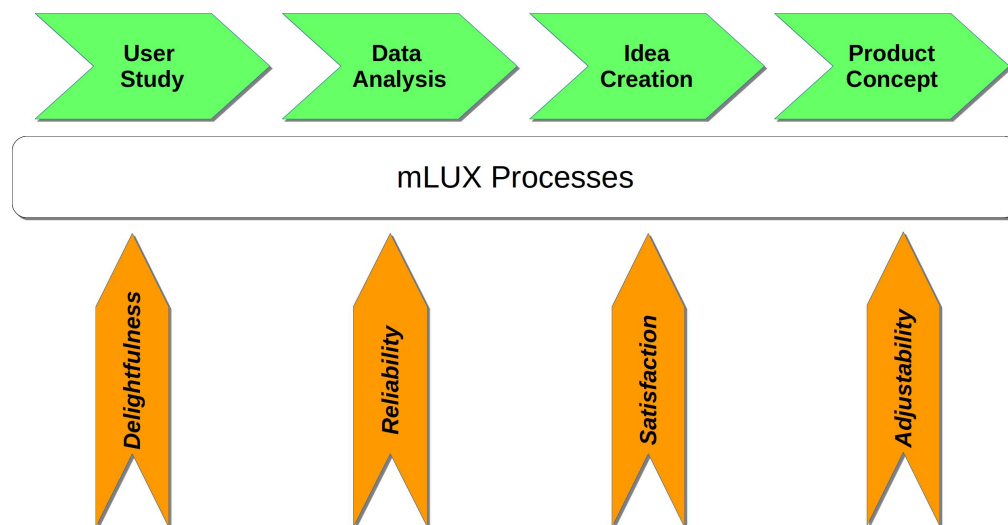 User
Study
Data
Analysis
Idea
Creation
Product
Concept
mLUX Processes
Delightfulness
Reliability
Satisfaction
Adjustability